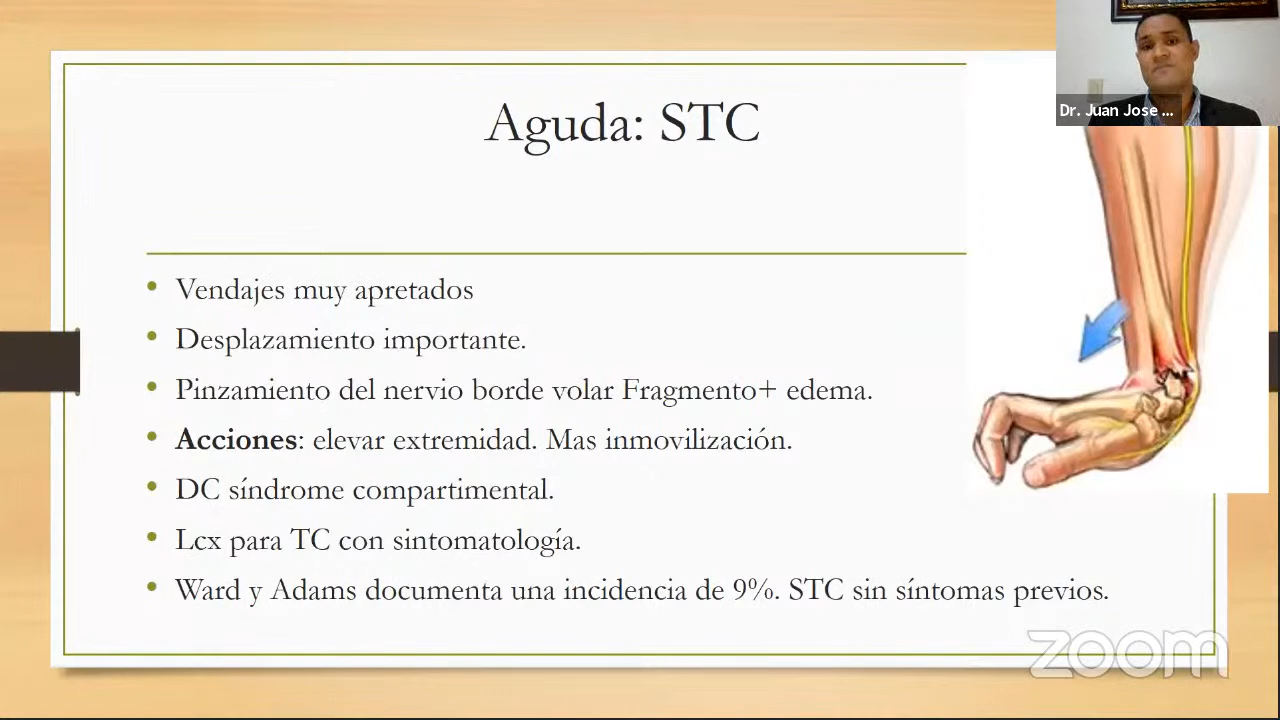 Dr. Juan Jose ...
Aguda: STC
• Vendajes muy apretados
• Desplazamiento importante.
• Pinzamiento del nervio borde volar Fragmento+ edema.
• Acciones: elevar extremidad. Mas inmovilización.
• DC síndrome compartimental.
• Lcx para TC con sintomatología.
• Ward y Adams documenta una incidencia de 9%. STC sin síntomas previos.
zoom